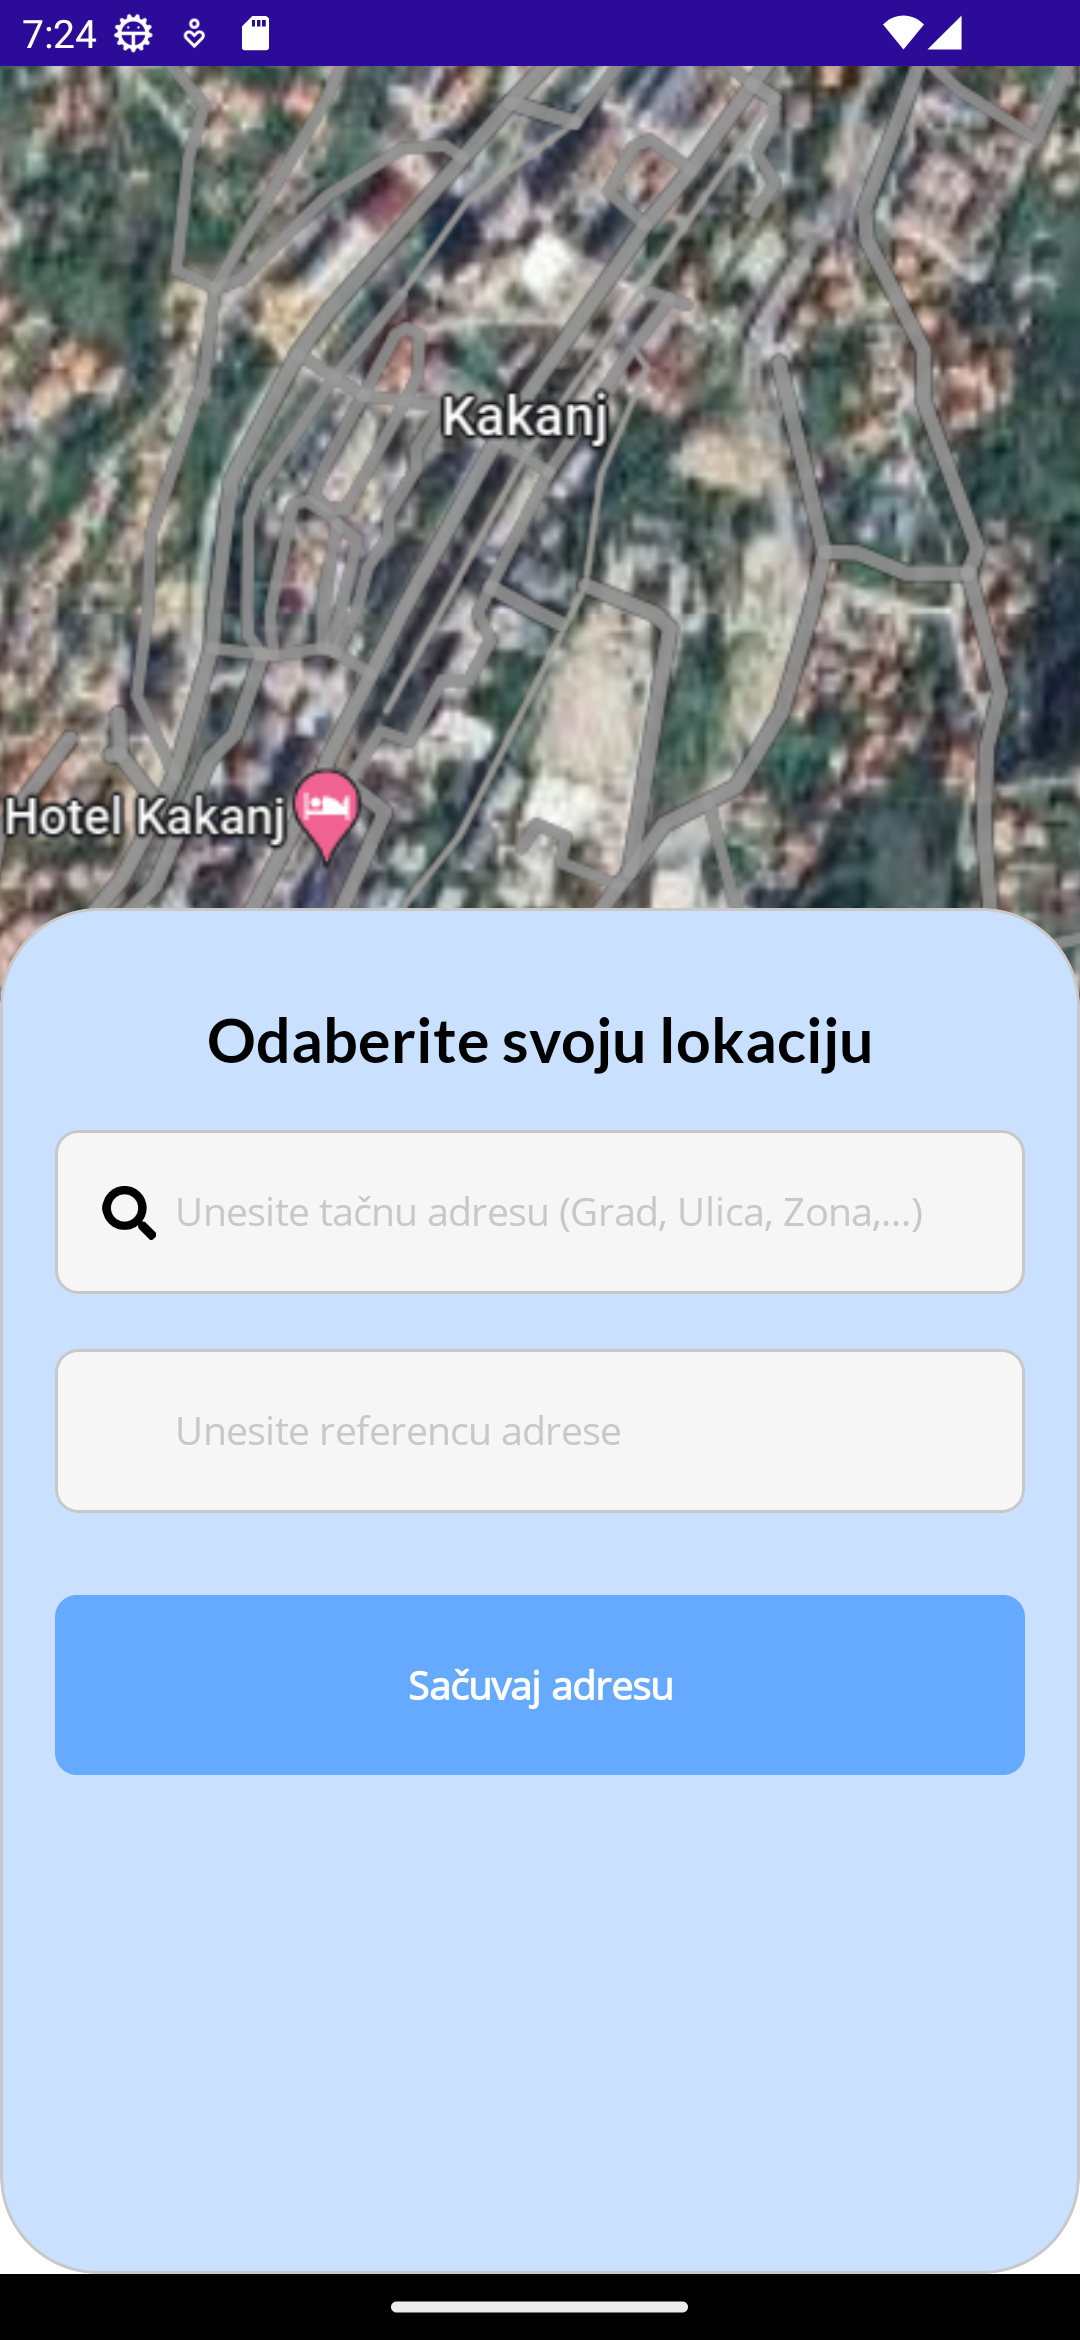 7:24
Kakanj
Hotel Kakanj
Odaberite svoju lokaciju
Unesite tačnu adresu (Grad, Ulica, Zona,...)
Unesite referencu adrese
Sačuvaj adresu